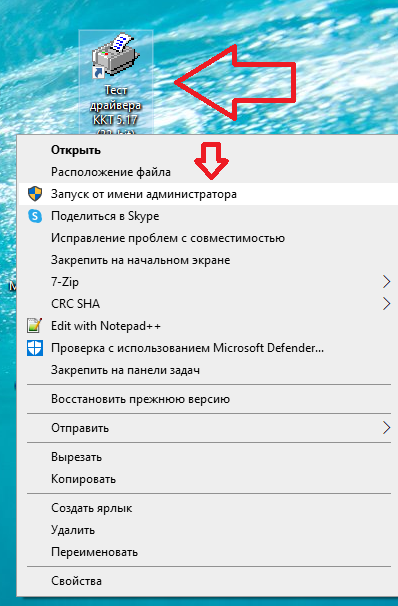 Тест
драйвера
ККТ 5.17
Открыть
Расположение файла
Запуск от имени администратора
Поделиться в Skype
Исправление проблем с совместимостью
Закрепить на начальном экране
7-Zip
CRC SHA
Edit with Notepad++
Проверка с использованием Microsoft Defender...
Закрепить на панели задач
Восстановить прежнюю версию
Отправить
Вырезать
Копировать
Создать ярлык
Удалить
Переименовать
Свойства